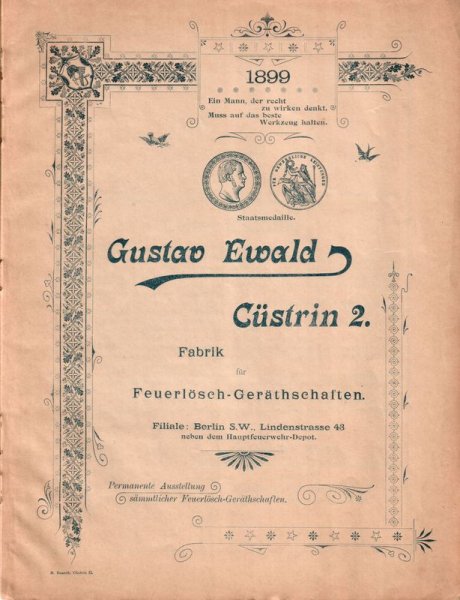 1899
Ein Mann, der recht
zu wirken denkt,
Muss auf das beste
Werkzeug halten.
Staatsmedaille.
Gustav Ewald
Cüstrin 2.
Fabrik
für
Feuerlösch-Geräthschaften.
Filiale: Berlin S.W., Lindenstrasse 43
neben dem Hauptfeuerwehr-Depot.
Permanente Ausstellung
sämmtlicher Feuerlösch-Geräthschaften.